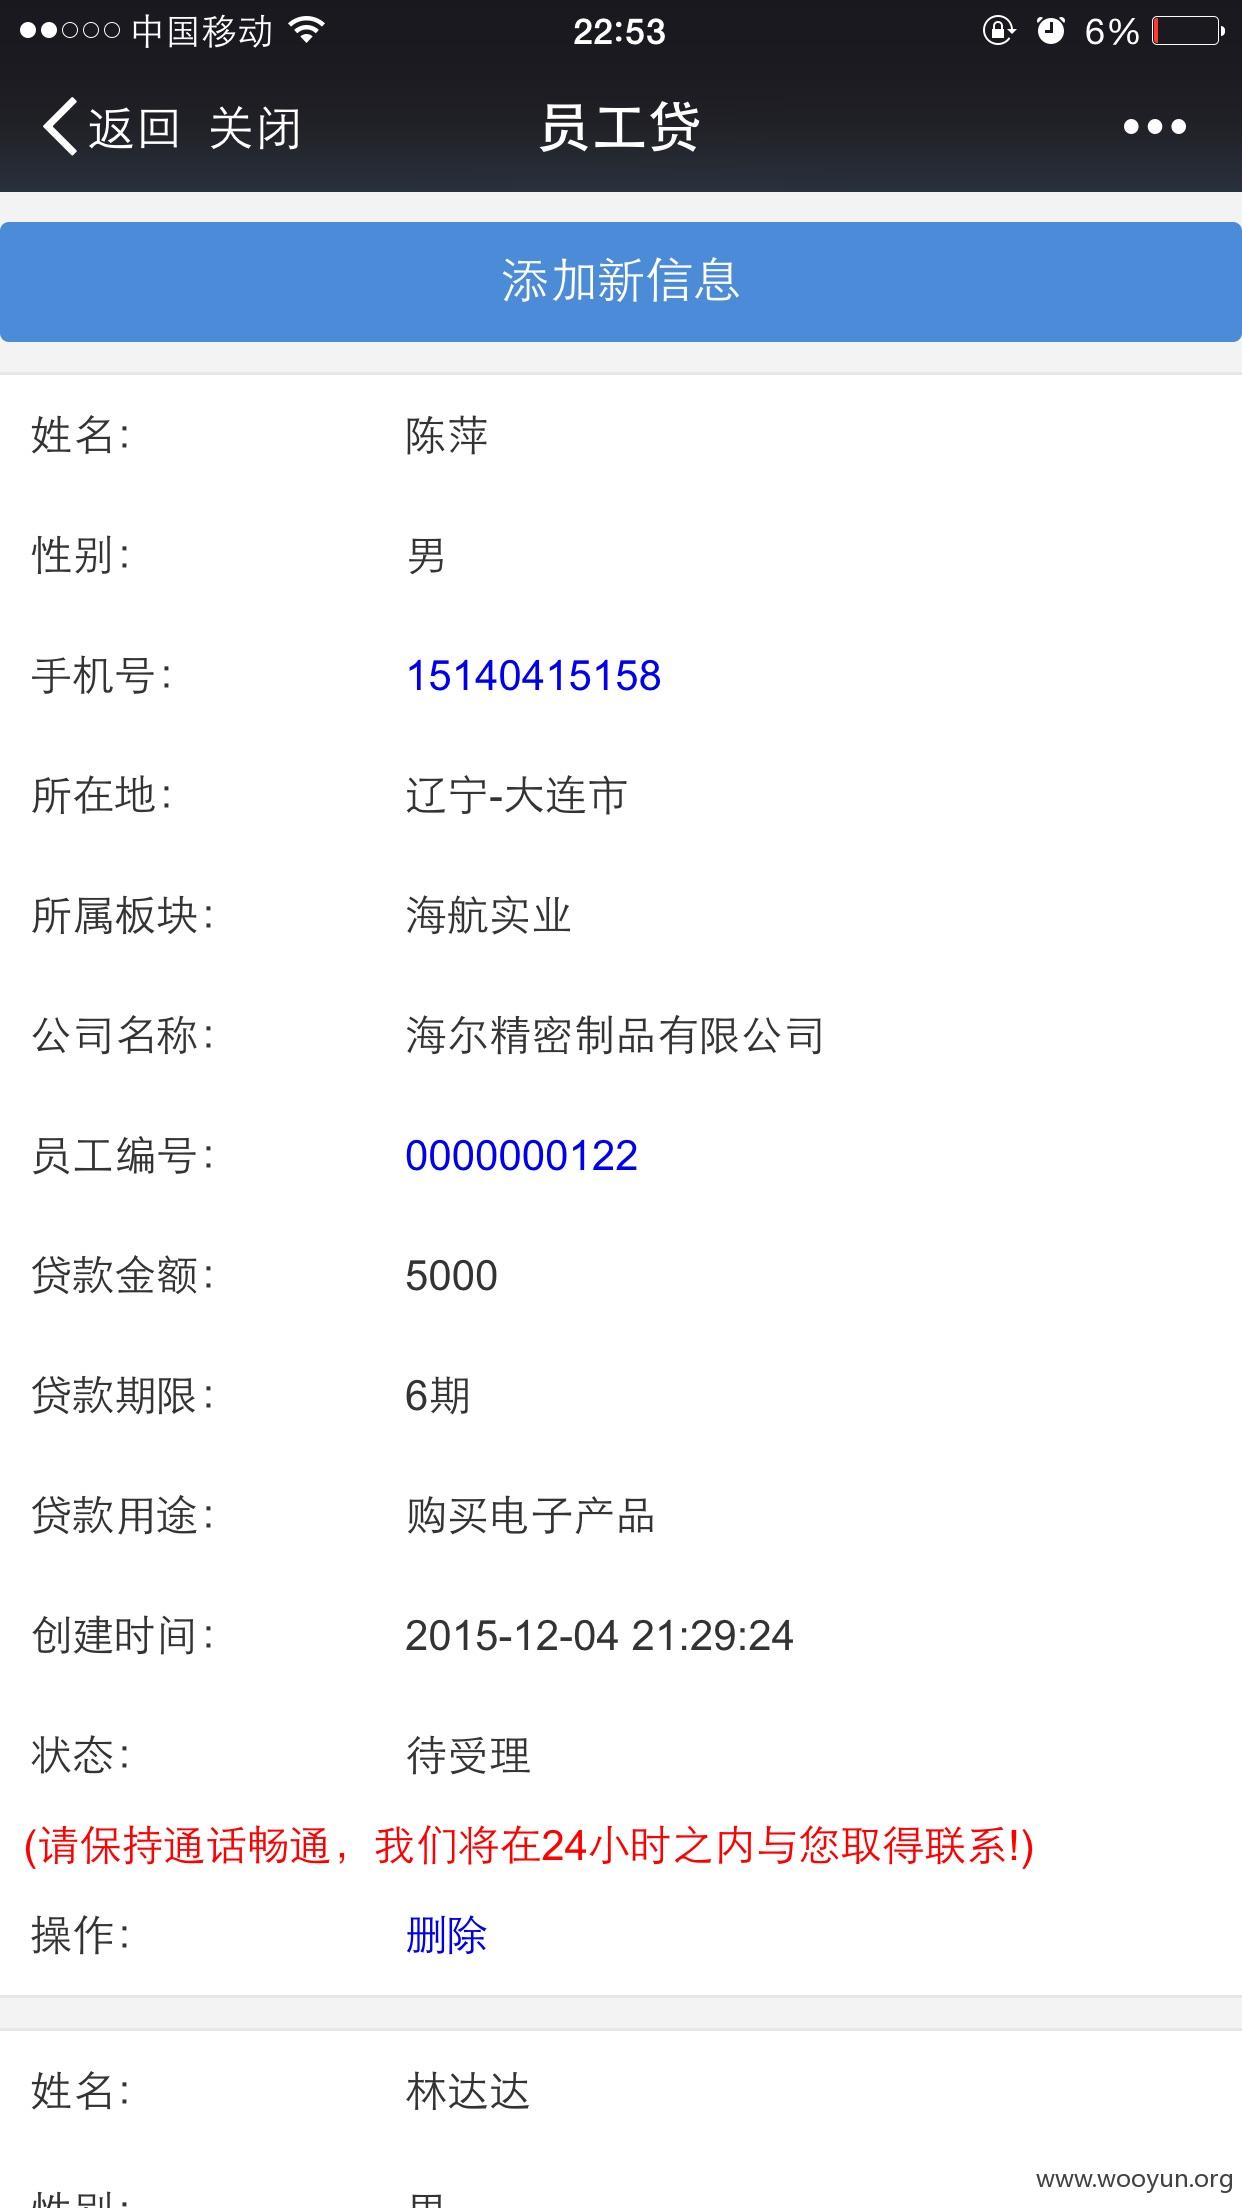 中国移动 22:53 6%
返回 关闭 员工贷
添加新信息
姓名: 陈萍
性别: 男
手机号: 15140415158
所在地: 辽宁-大连市
所属板块: 海航实业
公司名称: 海尔精密制品有限公司
员工编号: 0000000122
贷款金额: 5000
贷款期限: 6期
贷款用途: 购买电子产品
创建时间: 2015-12-04 21:29:24
状态: 待受理
(请保持通话畅通，我们将在24小时之内与您取得联系!)
操作: 删除
姓名: 林达达
性别: 男
www.wooyun.org